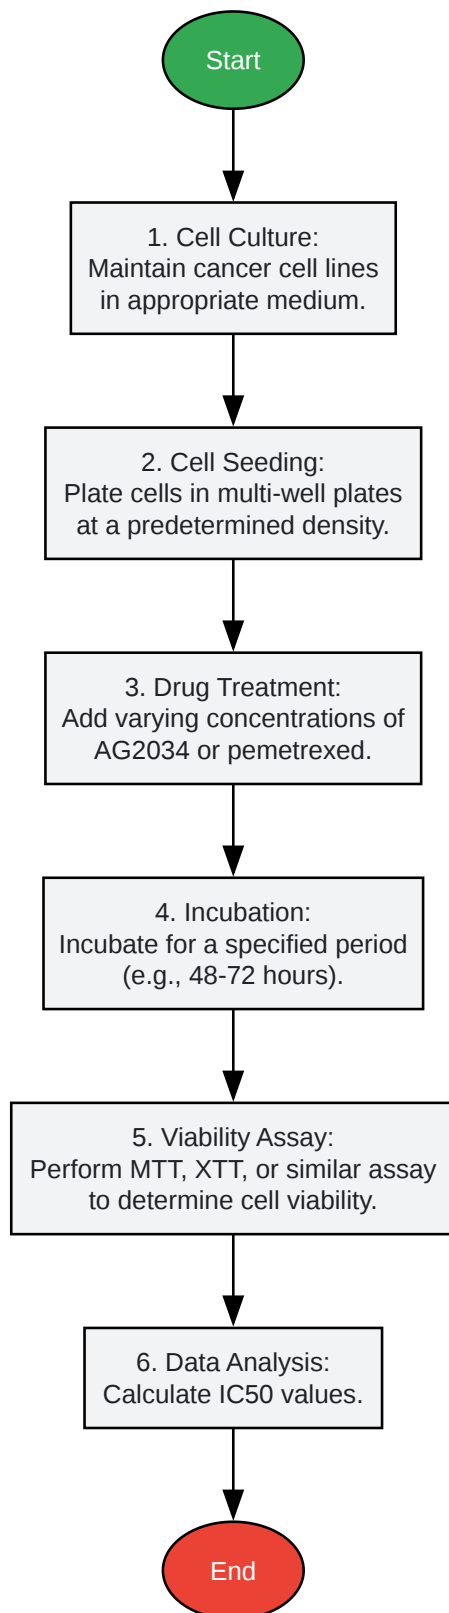 Start
1. Cell Culture:
Maintain cancer cell lines
in appropriate medium.
2. Cell Seeding:
Plate cells in multi-well plates
at a predetermined density.
3. Drug Treatment:
Add varying concentrations of
AG2034 or pemetrexed.
4. Incubation:
Incubate for a specified period
(e.g., 48-72 hours).
5. Viability Assay:
Perform MTT, XTT, or similar assay
to determine cell viability.
6. Data Analysis:
Calculate IC50 values.
End